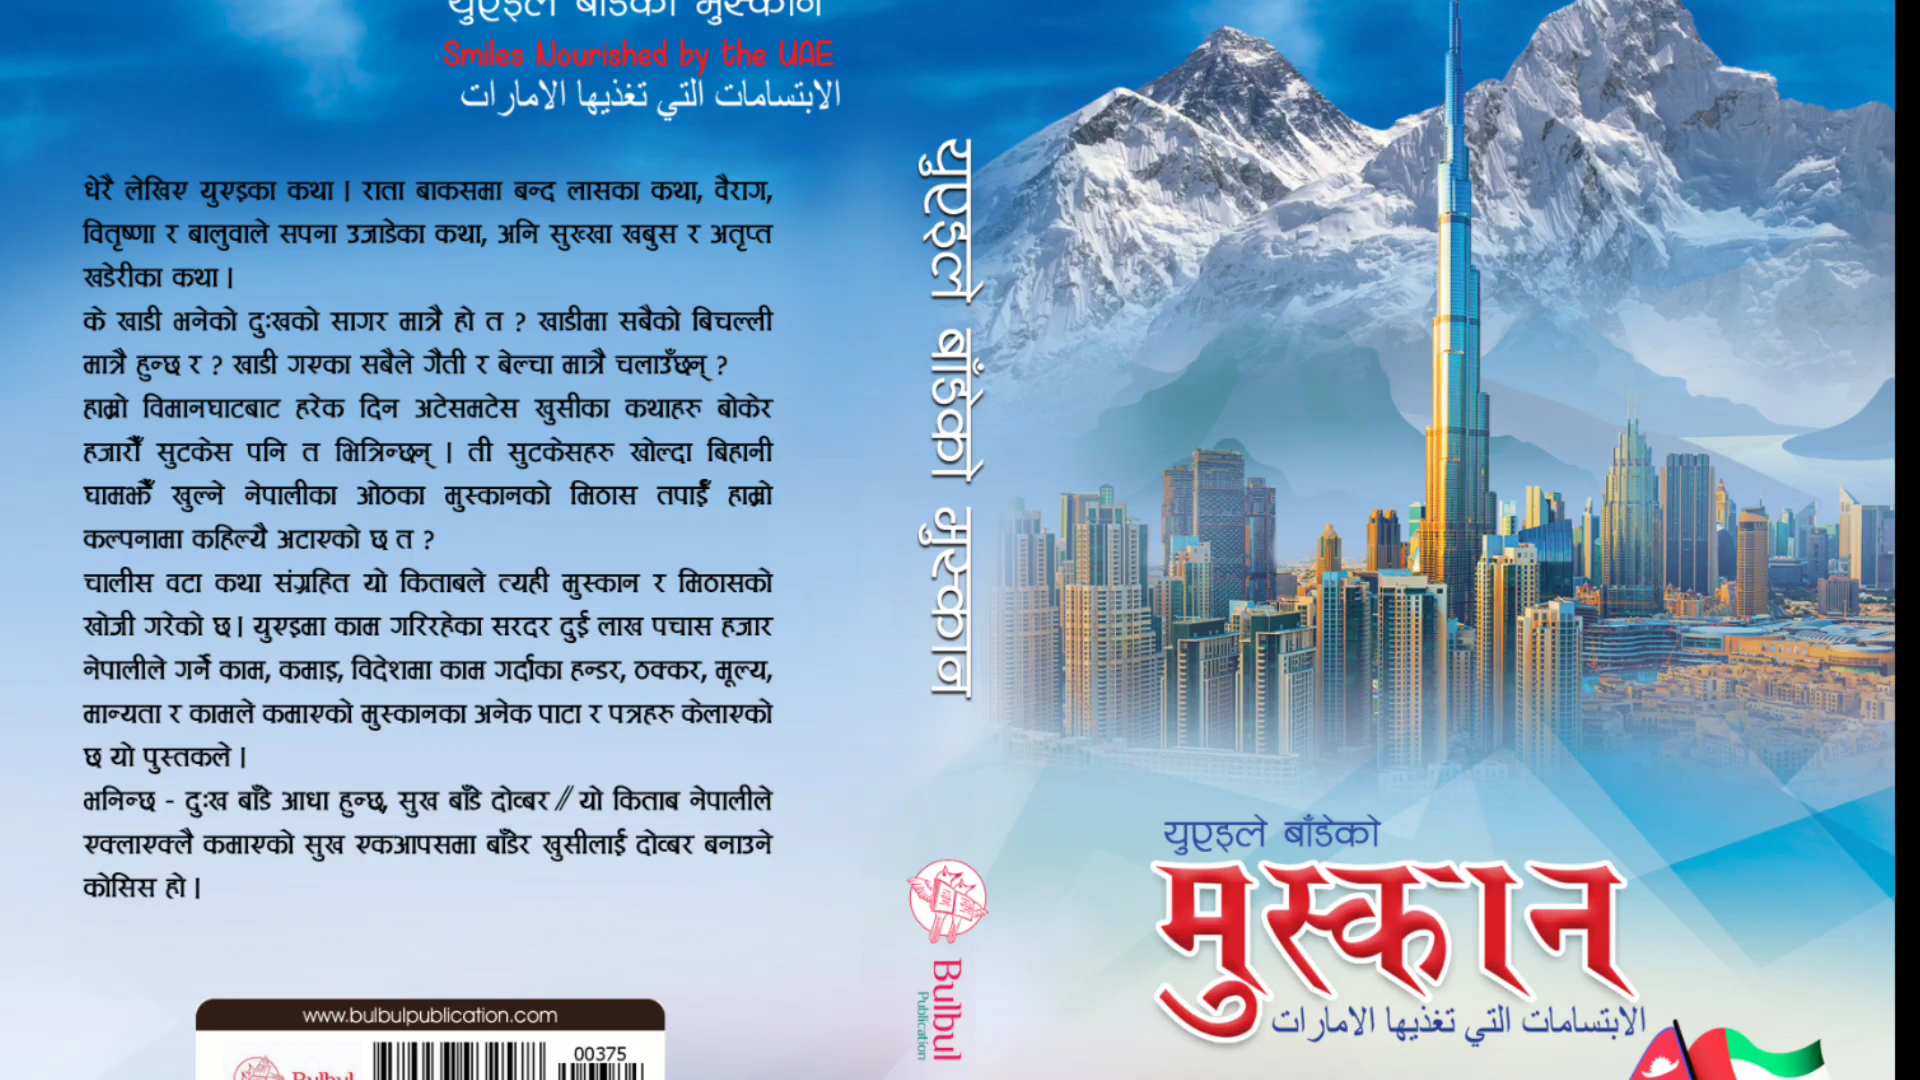 युएइले बाँडेको मुस्कान
Smiles Nourished by the UAE
الابتسامات التي تغذيها الامارات
धेरै लेखिए युएइका कथा । राता बाकसमा बन्द लासका कथा, वैराग,
वितृष्णा र बालुवाले सपना उजाडेका कथा, अनि सुख्खा खबुस र अतृप्त
खडेरीका कथा ।
के खाडी भनेको दुःखको सागर मात्रै हो त ? खाडीमा सबैको बिचल्ली
मात्रै हुन्छ र ? खाडी गएका सबैले गैती र बेल्चा मात्रै चलाउँछन् ?
हाम्रो विमानघाटबाट हरेक दिन अटेसमटेस खुसीका कथाहरु बोकेर
हजारौँ सुटकेस पनि त भित्रिन्छन् । ती सुटकेसहरु खोल्दा बिहानी
घामझैँ खुल्ने नेपालीका ओठका मुस्कानको मिठास तपाईँ हाम्रो
कल्पनामा कहिल्यै अटाएको छ त ?
चालीस वटा कथा संग्रहित यो किताबले त्यही मुस्कान र मिठासको
खोजी गरेको छ । युएइमा काम गरिरहेका सरदर दुई लाख पचास हजार
नेपालीले गर्ने काम, कमाइ, विदेशमा काम गर्दाका हन्डर, ठक्कर, मूल्य,
मान्यता र कामले कमाएको मुस्कानका अनेक पाटा र पत्रहरु केलाएको
छ यो पुस्तकले ।
भनिन्छ - दुःख बाँडे आधा हुन्छ, सुख बाँडे दोब्बर // यो किताब नेपालीले
एक्लाएक्लै कमाएको सुख एकआपसमा बाँडेर खुसीलाई दोब्बर बनाउने
कोसिस हो ।
www.bulbulpublication.com
Bulbul
00375
युएइले बाँडेको मुस्कान
Bulbul
Publication
युएइले बाँडेको
मुस्कान
الابتسامات التي تغذيها الامارات